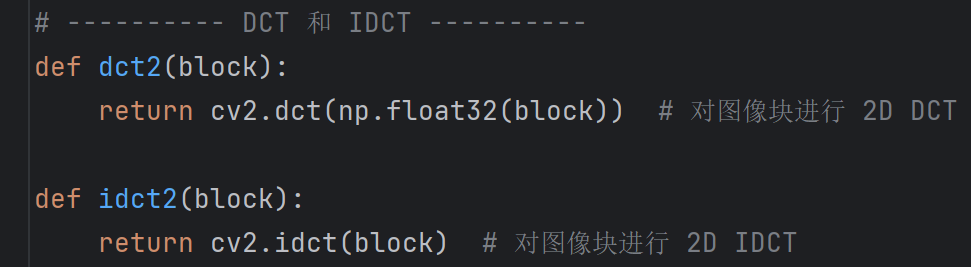 # ---------- DCT 和 IDCT ----------
def dct2(block):
    return cv2.dct(np.float32(block))  # 对图像块进行 2D DCT
def idct2(block):
    return cv2.idct(block)  # 对图像块进行 2D IDCT